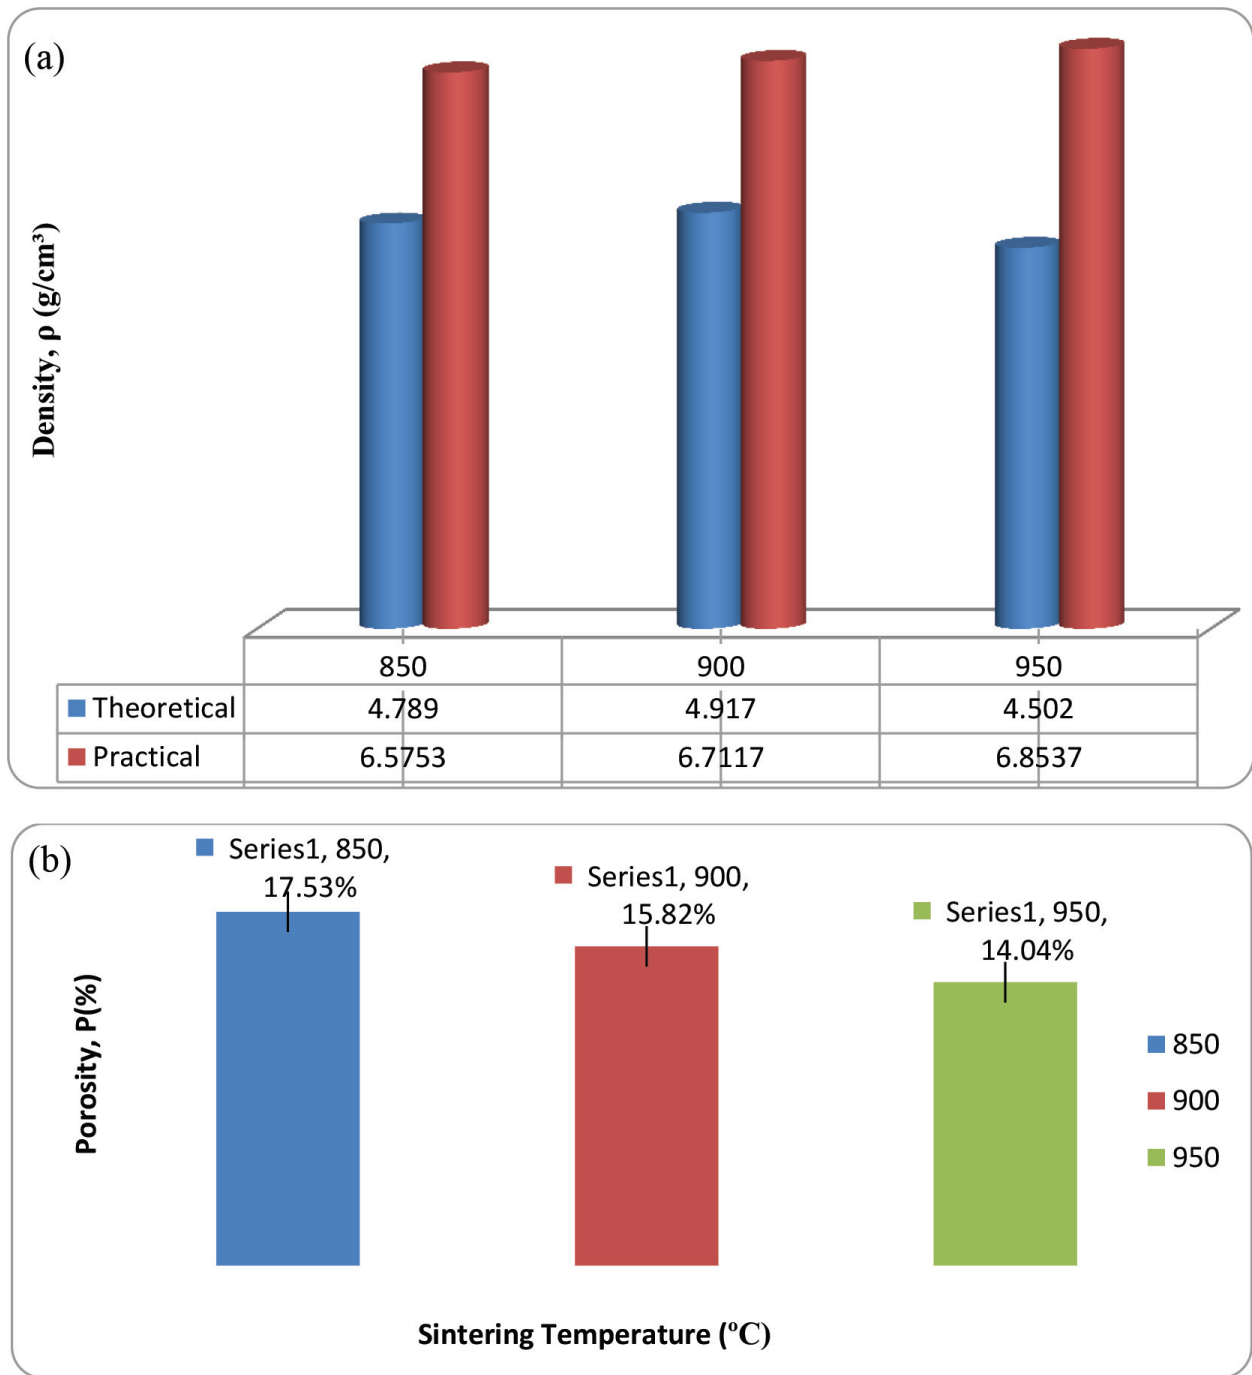 (a)
Density, ρ (g/cm³)
850 900 950
Theoretical 4.789 4.917 4.502
Practical 6.5753 6.7117 6.8537
(b)
Series1, 850,
17.53%
Series1, 900,
15.82%
Series1, 950,
14.04%
Porosity, P(%)
850
900
950
Sintering Temperature (ºC)